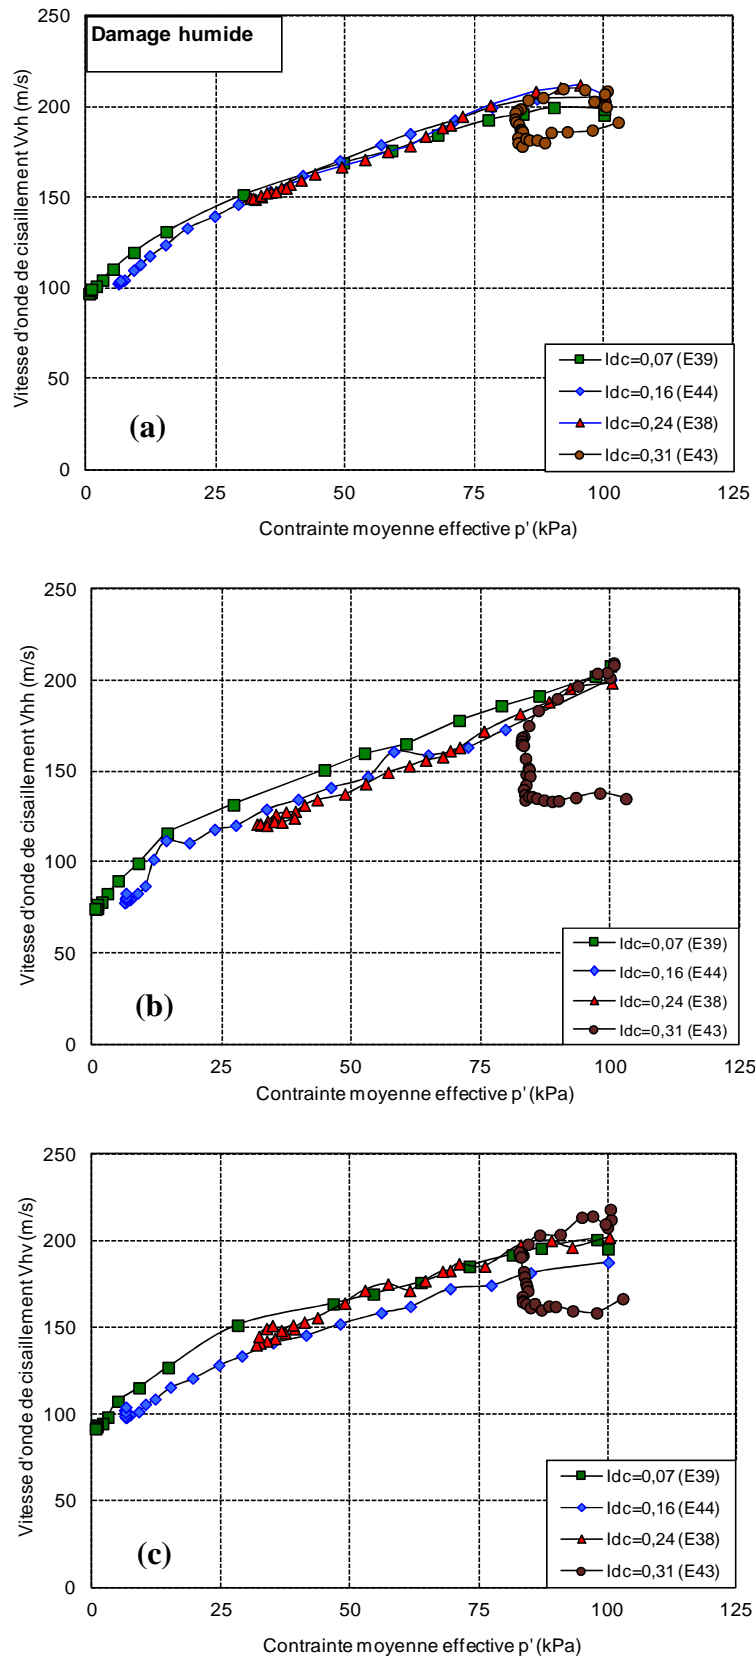 Damage humide
Vitesse d'onde de cisaillement Vvh (m/s)
250
200
150
100
50
0
(a)
Idc=0,07 (E39)
Idc=0,16 (E44)
Idc=0,24 (E38)
Idc=0,31 (E43)
0 25 50 75 100 125
Contrainte moyenne effective p' (kPa)
Vitesse d'onde de cisaillement Vhh (m/s)
250
200
150
100
50
0
(b)
Idc=0,07 (E39)
Idc=0,16 (E44)
Idc=0,24 (E38)
Idc=0,31 (E43)
0 25 50 75 100 125
Contrainte moyenne effective p' (kPa)
Vitesse d'onde de cisaillement Vhv (m/s)
250
200
150
100
50
0
(c)
Idc=0,07 (E39)
Idc=0,16 (E44)
Idc=0,24 (E38)
Idc=0,31 (E43)
0 25 50 75 100 125
Contrainte moyenne effective p' (kPa)